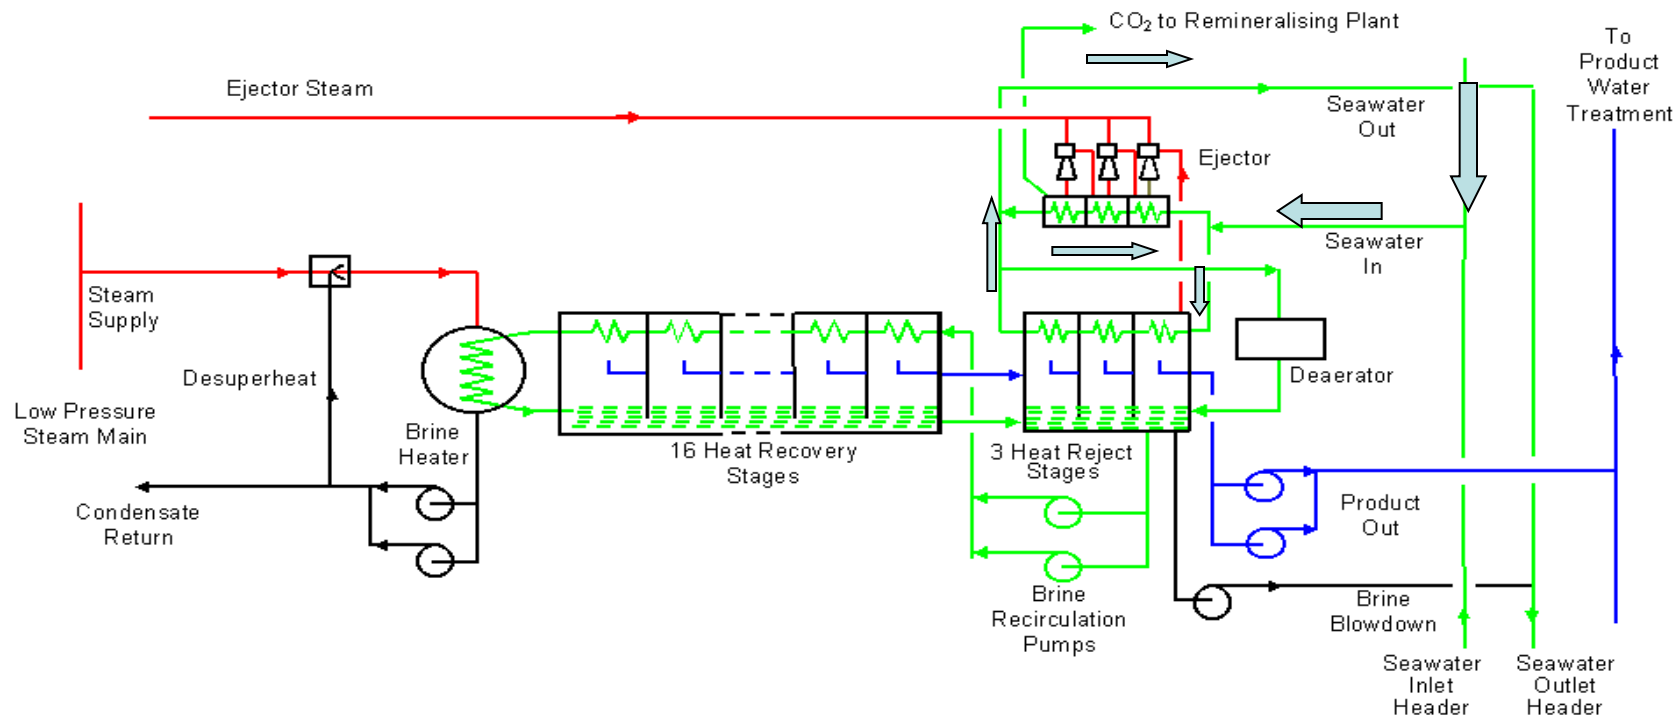 CO₂ to Remineralising Plant
To
Product
Water
Treatment
Ejector Steam
Seawater
Out
Ejector
Seawater
In
Steam
Supply
Desuperheat
Deaerator
Low Pressure
Steam Main
Brine
Heater
16 Heat Recovery
Stages
3 Heat Reject
Stages
Condensate
Return
Product
Out
Brine
Recirculation
Pumps
Brine
Blowdown
Seawater
Inlet
Header
Seawater
Outlet
Header